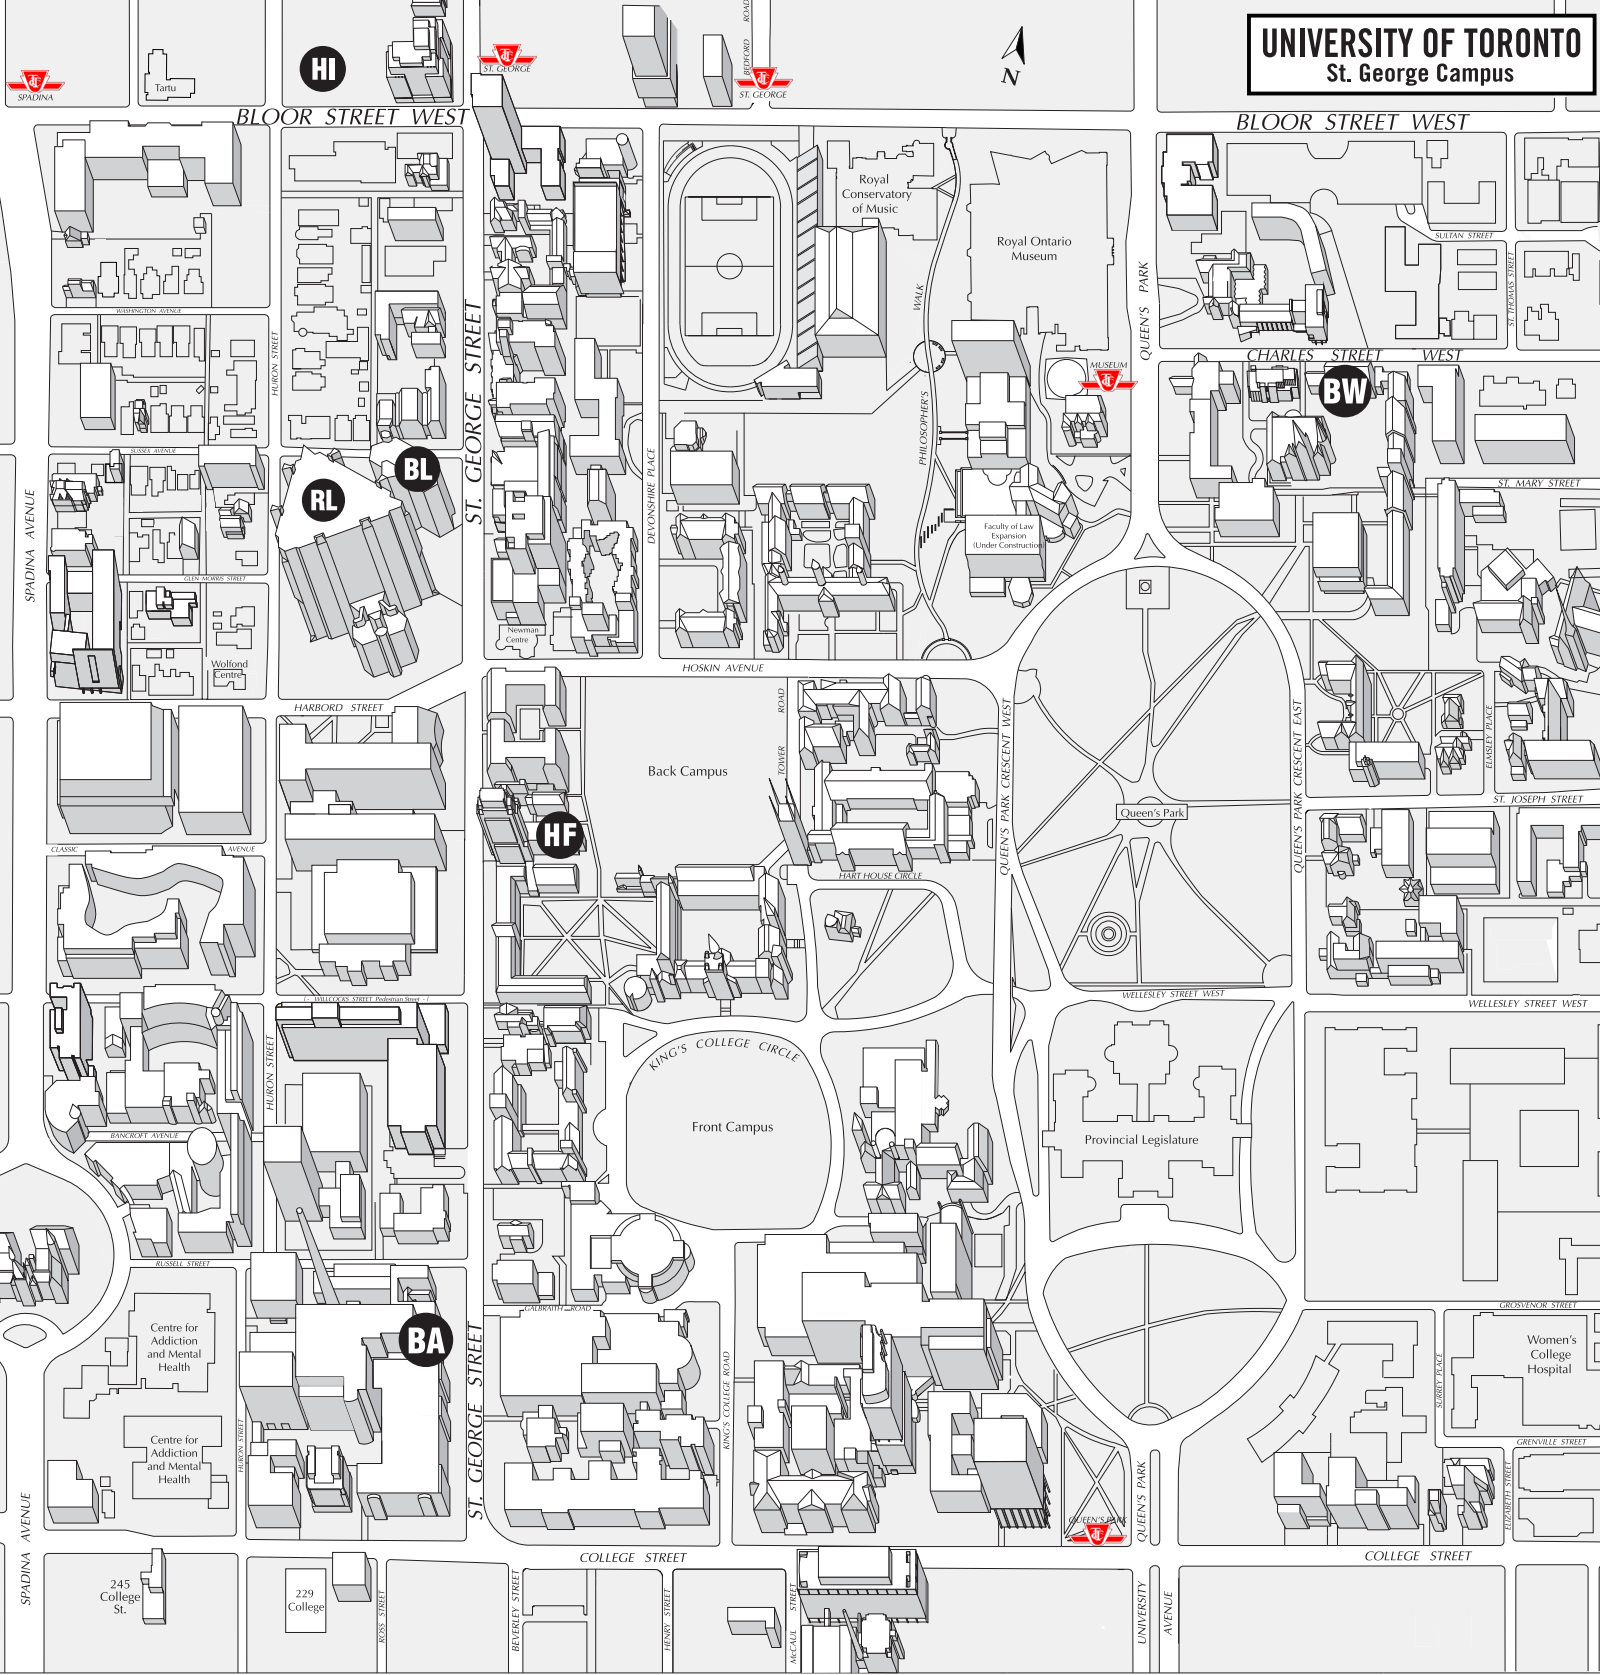 UNIVERSITY OF TORONTO
St. George Campus
HI
ST. GEORGE
BEDFORD ROAD
ST. GEORGE
SPADINA
Tartu
N
BLOOR STREET WEST
BLOOR STREET WEST
Royal
Conservatory
of Music
Royal Ontario
Museum
QUEEN'S PARK
SULTAN STREET
ST. THOMAS STREET
WASHINGTON AVENUE
HURON STREET
ST. GEORGE STREET
WALK
PHILOSOPHER'S
CHARLES STREET WEST
MUSEUM
BW
SUSSEX AVENUE
BL
RL
SPADINA AVENUE
DEVONSHIRE PLACE
ST. MARY STREET
Faculty of Law
Expansion
(Under Construction)
GLEN MORRIS STREET
Newman
Centre
Wolfond
Centre
HOSKIN AVENUE
HARBORD STREET
TOWER ROAD
QUEEN'S PARK CRESCENT WEST
QUEEN'S PARK CRESCENT EAST
ELMSLEY PLACE
Back Campus
ST. JOSEPH STREET
Queen's Park
HF
CLASSIC AVENUE
HART HOUSE CIRCLE
WELLESLEY STREET WEST
WELLESLEY STREET WEST
|- WILLCOCKS STREET Pedestrian Street -|
HURON STREET
KING'S COLLEGE CIRCLE
Front Campus
Provincial Legislature
BANCROFT AVENUE
RUSSELL STREET
GALBRAITH ROAD
GROSVENOR STREET
Centre for
Addiction
and Mental
Health
BA
ST. GEORGE STREET
KING'S COLLEGE ROAD
SURREY PLACE
Women's
College
Hospital
Centre for
Addiction
and Mental
Health
HURON STREET
GRENVILLE STREET
ELIZABETH STREET
QUEEN'S PARK
QUEEN'S PARK
SPADINA AVENUE
COLLEGE STREET
COLLEGE STREET
245
College
St.
229
College
ROSS STREET
BEVERLEY STREET
HENRY STREET
McCAUL STREET
UNIVERSITY AVENUE